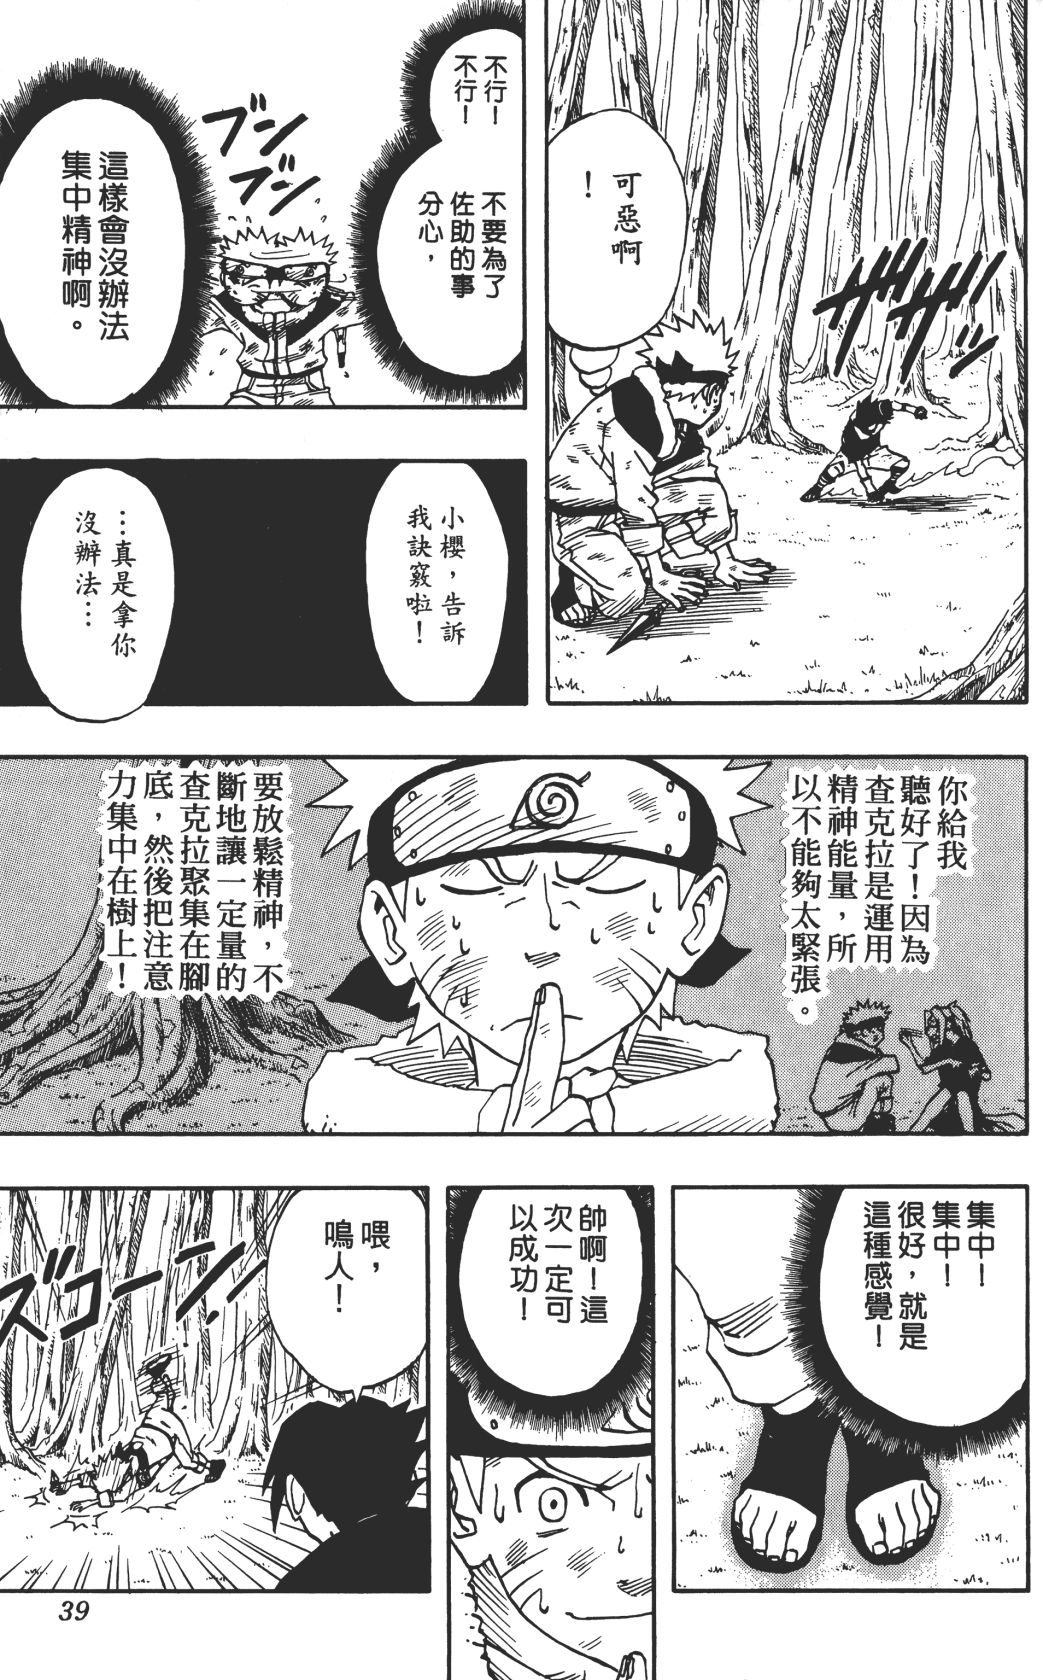 可惡啊
！
ザザザッ
不行！
不行！
不要為了
佐助的事
分心，
ブンブン
這樣會沒辦法
集中精神啊。
小櫻，告訴
我訣竅啦！
…真是拿你
沒辦法…
你給我
聽好了！因為
查克拉是運用
精神能量，所
以不能夠太緊張。
要放鬆精神，不
斷地讓一定量的
查克拉聚集在腳
底，然後把注意
力集中在樹上！
集中！
集中！
很好，就是
這種感覺！
帥啊！這
次一定可
以成功！
喂，
鳴人！
ズコーン！
39